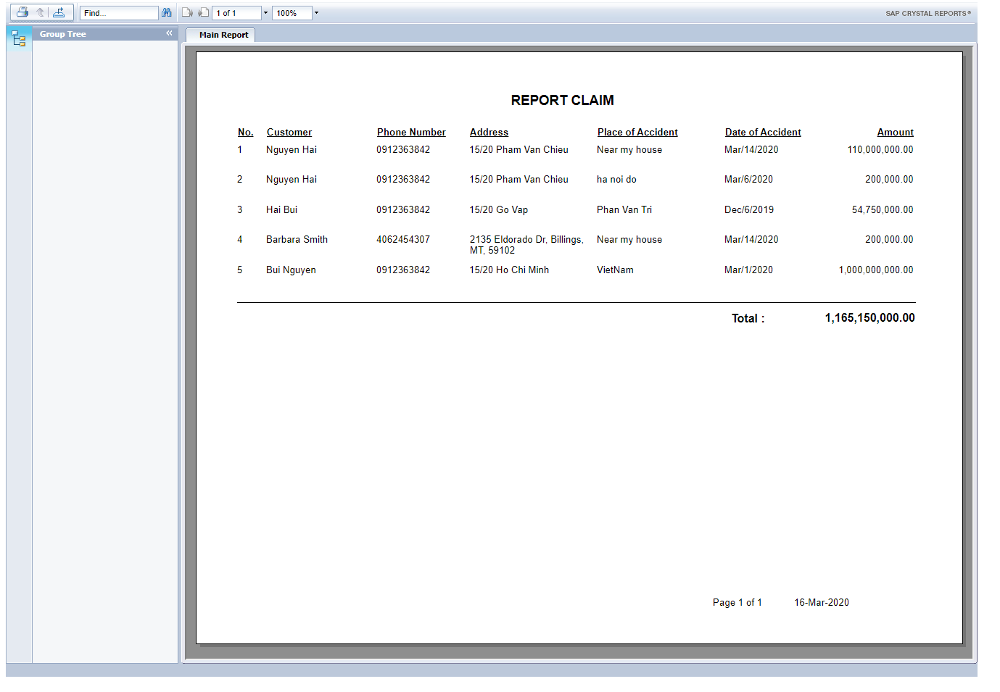 Find... 1 of 1 100% SAP CRYSTAL REPORTS®
Group Tree «
Main Report
REPORT CLAIM
No. Customer Phone Number Address Place of Accident Date of Accident Amount
1 Nguyen Hai 0912363842 15/20 Pham Van Chieu Near my house Mar/14/2020 110,000,000.00
2 Nguyen Hai 0912363842 15/20 Pham Van Chieu ha noi do Mar/6/2020 200,000.00
3 Hai Bui 0912363842 15/20 Go Vap Phan Van Tri Dec/6/2019 54,750,000.00
4 Barbara Smith 4062454307 2135 Eldorado Dr, Billings, Near my house Mar/14/2020 200,000.00
MT, 59102
5 Bui Nguyen 0912363842 15/20 Ho Chi Minh VietNam Mar/1/2020 1,000,000,000.00
Total : 1,165,150,000.00
Page 1 of 1 16-Mar-2020